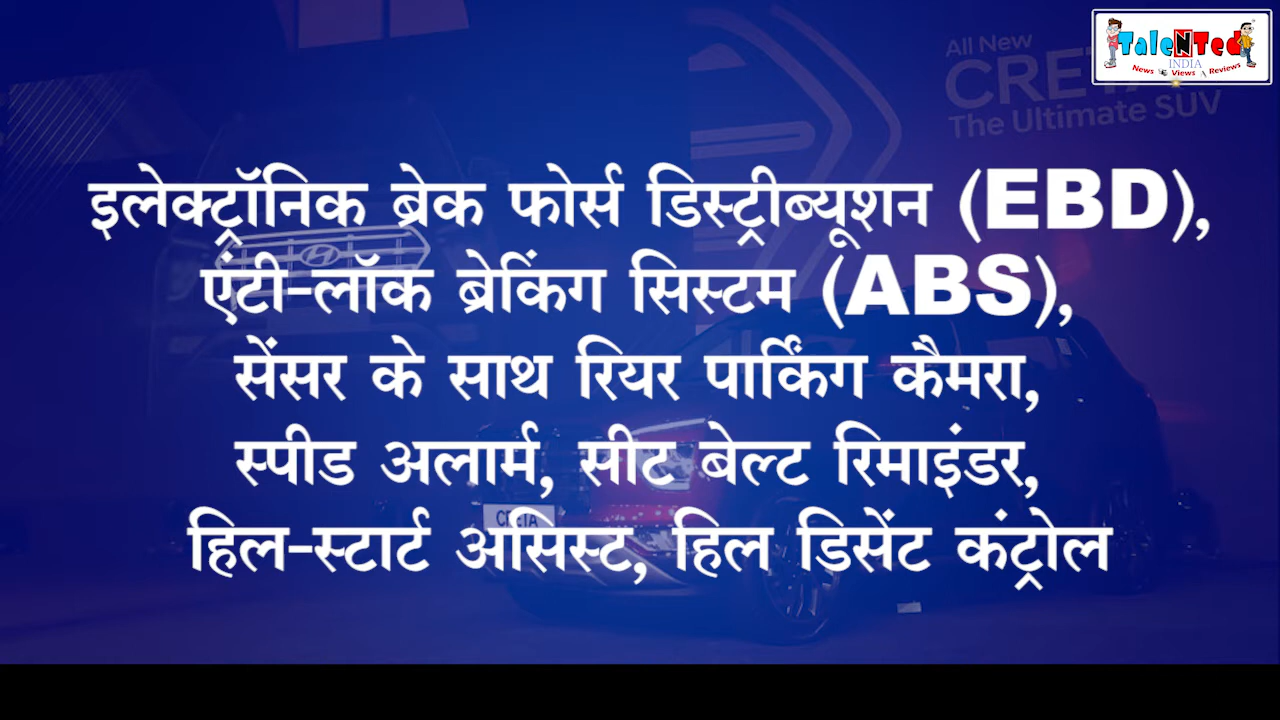 TaleNTed
INDIA
News Views Reviews
All New
CRETA
The Ultimate SUV
इलेक्ट्रॉनिक ब्रेक फोर्स डिस्ट्रीब्यूशन (EBD),
एंटी-लॉक ब्रेकिंग सिस्टम (ABS),
सेंसर के साथ रियर पार्किंग कैमरा,
स्पीड अलार्म, सीट बेल्ट रिमाइंडर,
हिल-स्टार्ट असिस्ट, हिल डिसेंट कंट्रोल
CRETA